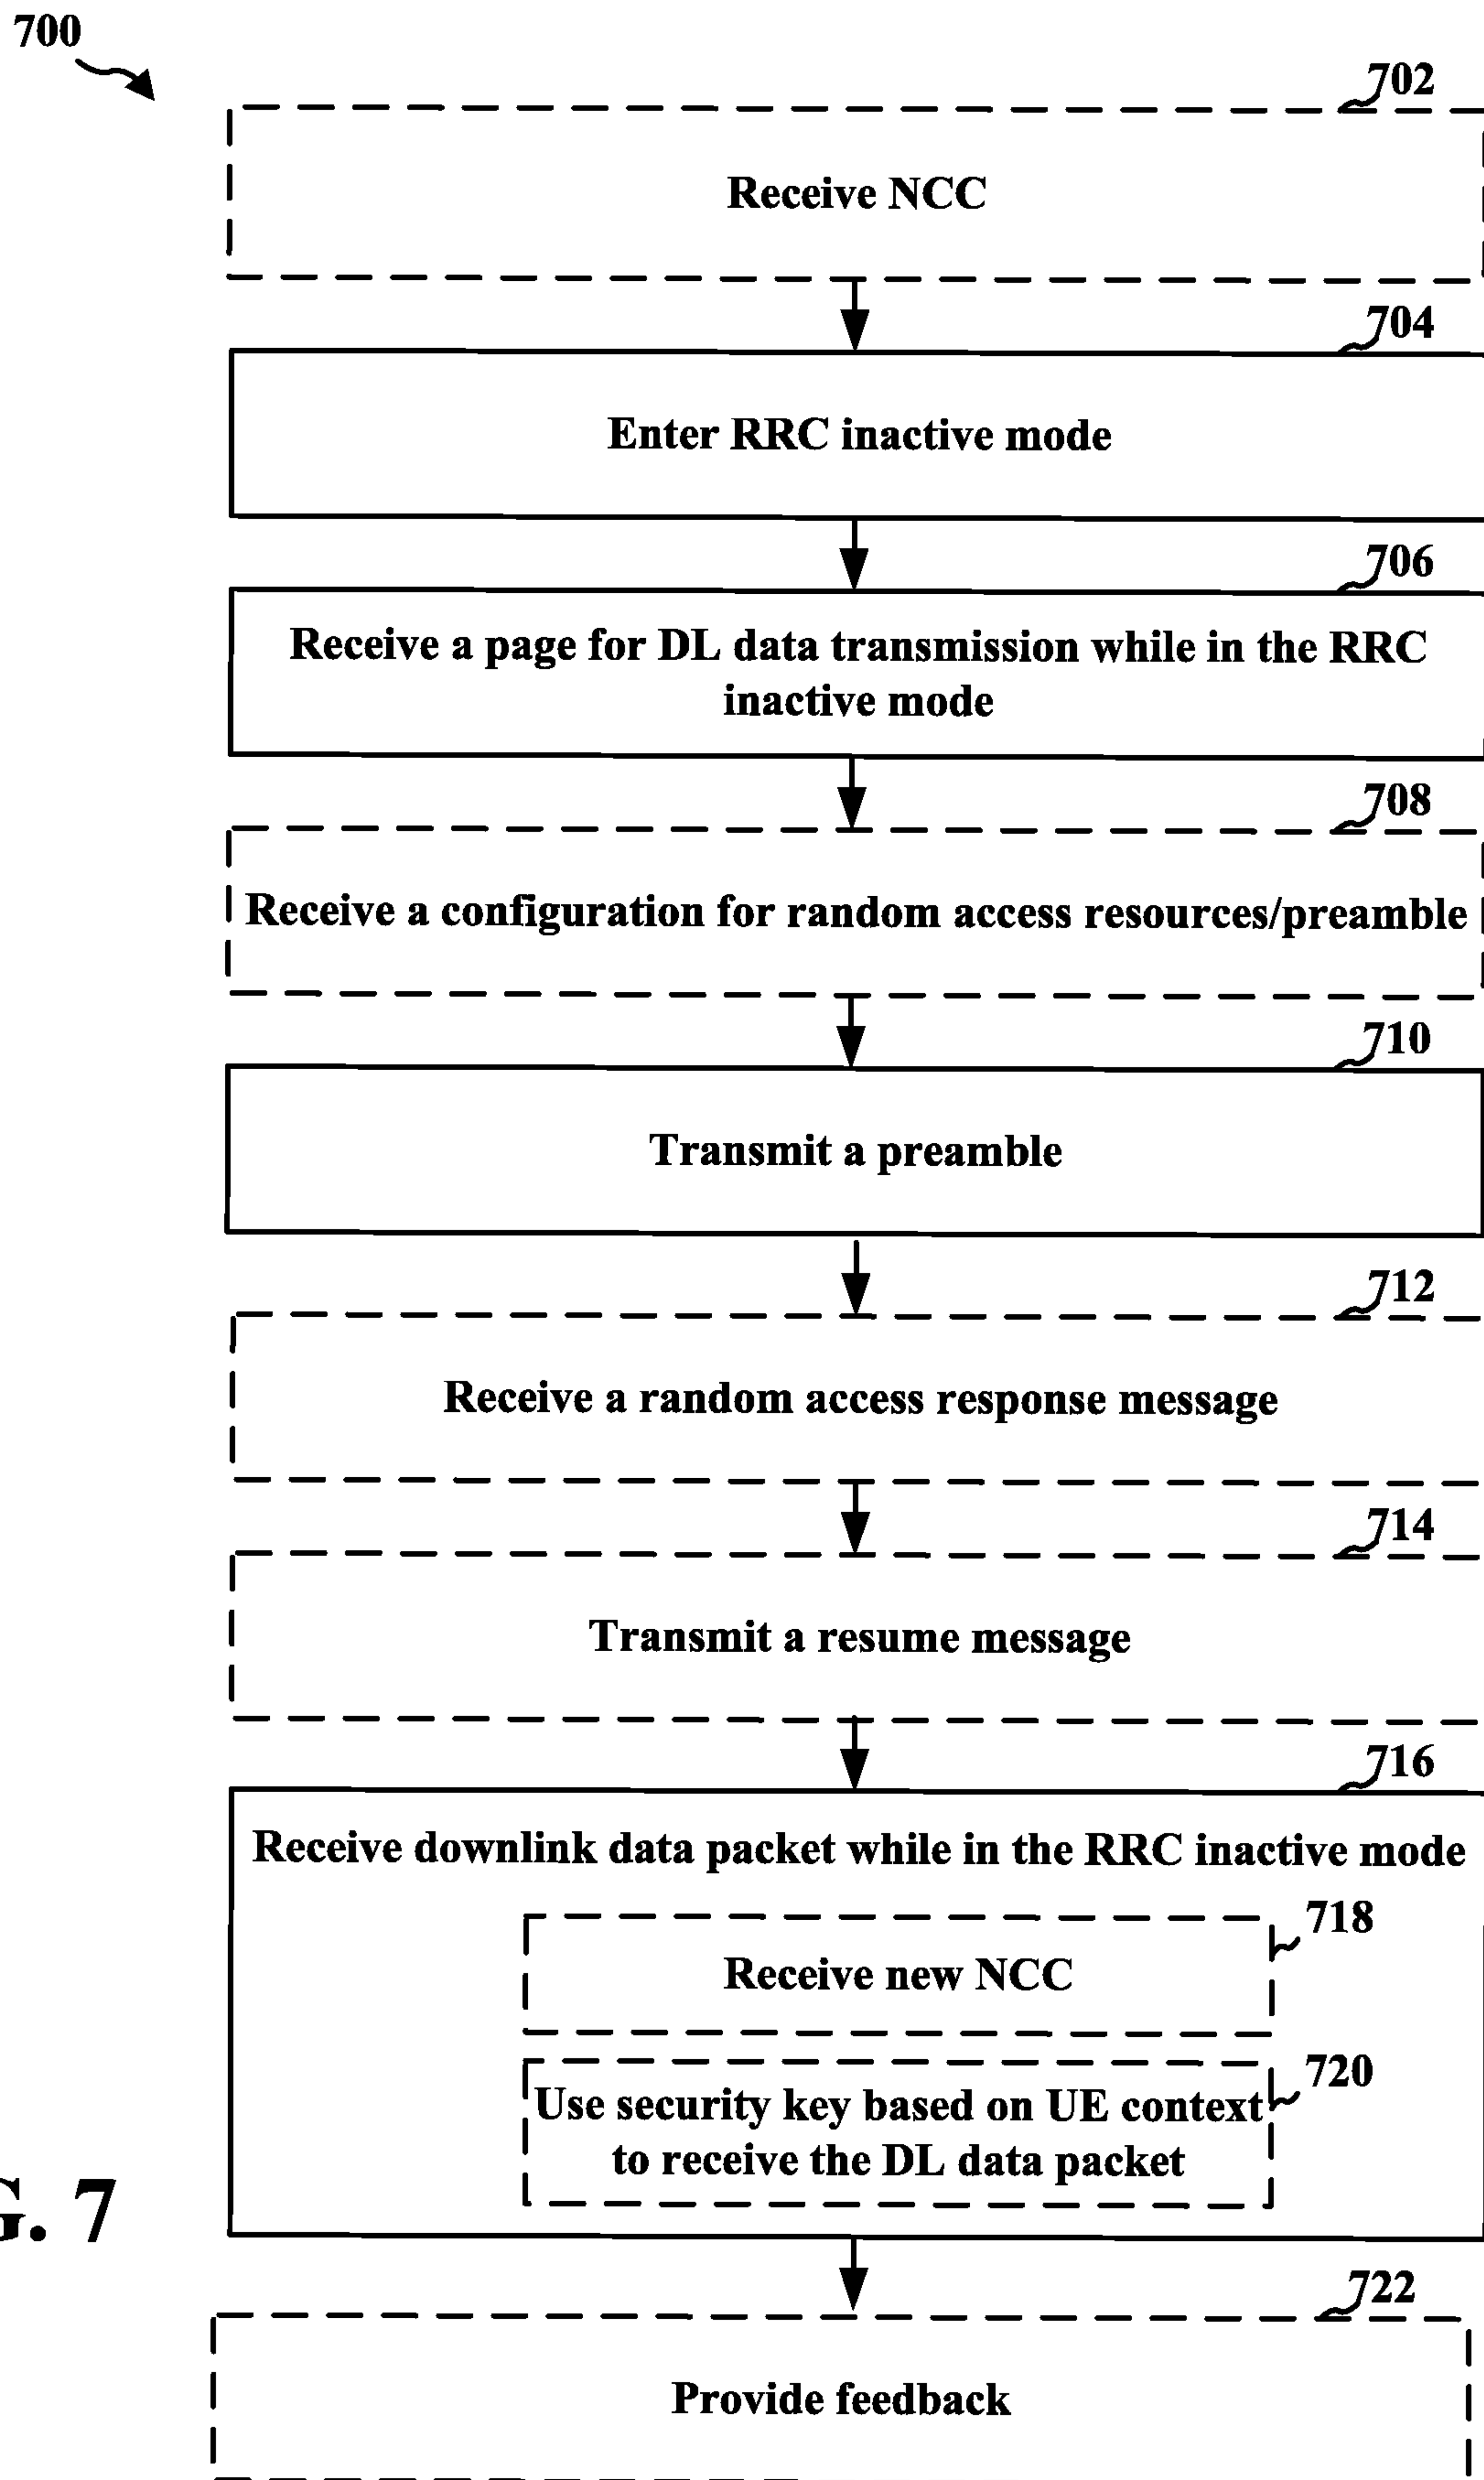 700
702
Receive NCC
704
Enter RRC inactive mode
706
Receive a page for DL data transmission while in the RRC
inactive mode
708
Receive a configuration for random access resources/preamble
710
Transmit a preamble
712
Receive a random access response message
714
Transmit a resume message
716
Receive downlink data packet while in the RRC inactive mode
718
Receive new NCC
720
Use security key based on UE context
to receive the DL data packet
G. 7
722
Provide feedback